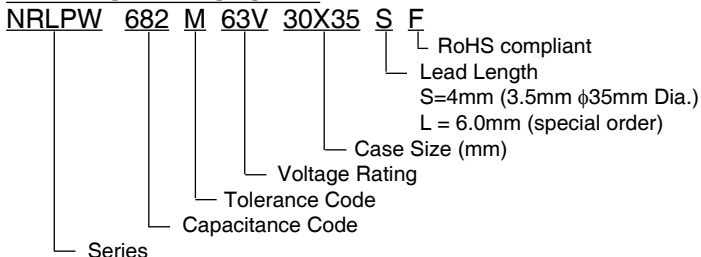 NRLPW 682 M 63V 30X35 S F
RoHS compliant
Lead Length
S=4mm (3.5mm ϕ35mm Dia.)
L = 6.0mm (special order)
Case Size (mm)
Voltage Rating
Tolerance Code
Capacitance Code
Series